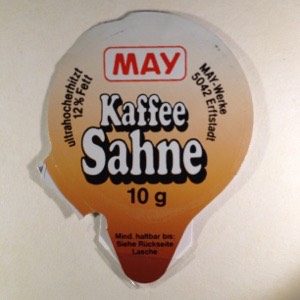 ultrahocherhitzt
12% Fett
MAY
MAY-Werke
5042 Erftstadt
Kaffee
Sahne
10 g
Mind. haltbar bis:
Siehe Rückseite
Lasche